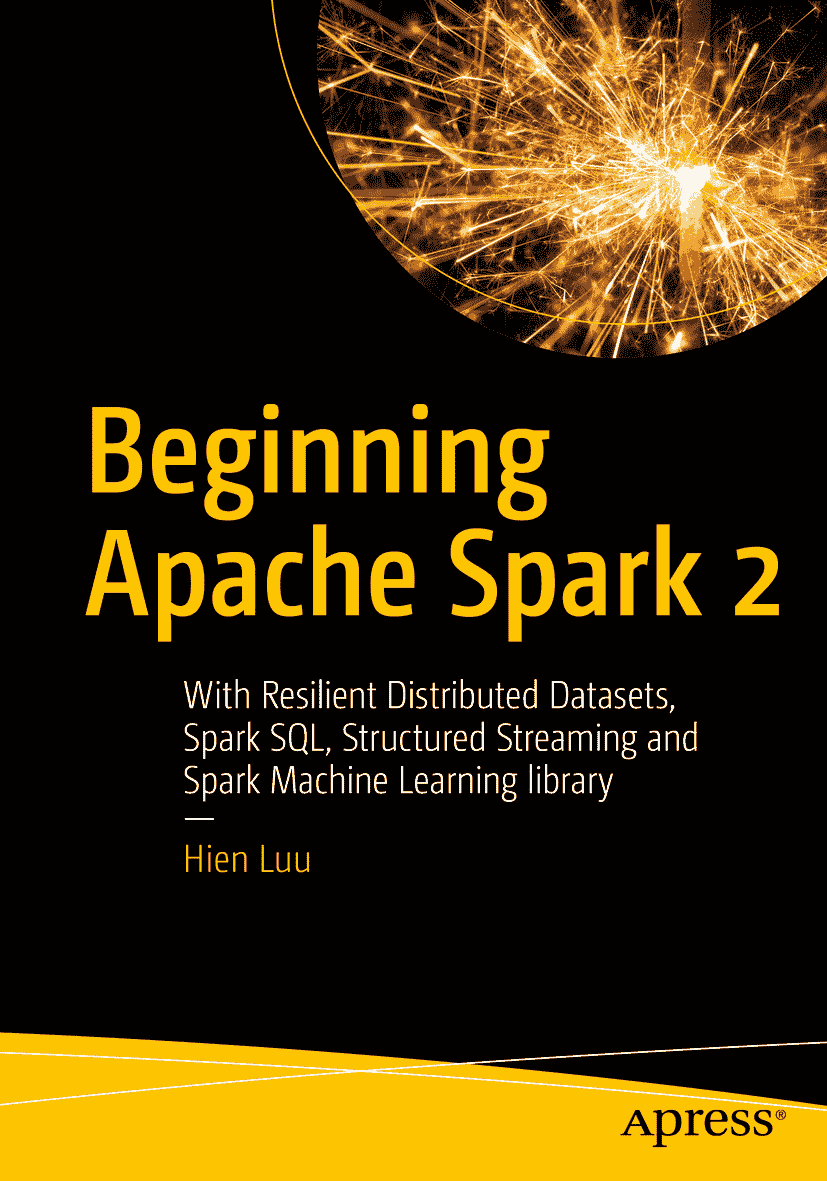 Beginning
Apache Spark 2
With Resilient Distributed Datasets,
Spark SQL, Structured Streaming and
Spark Machine Learning library
—
Hien Luu
Apress®